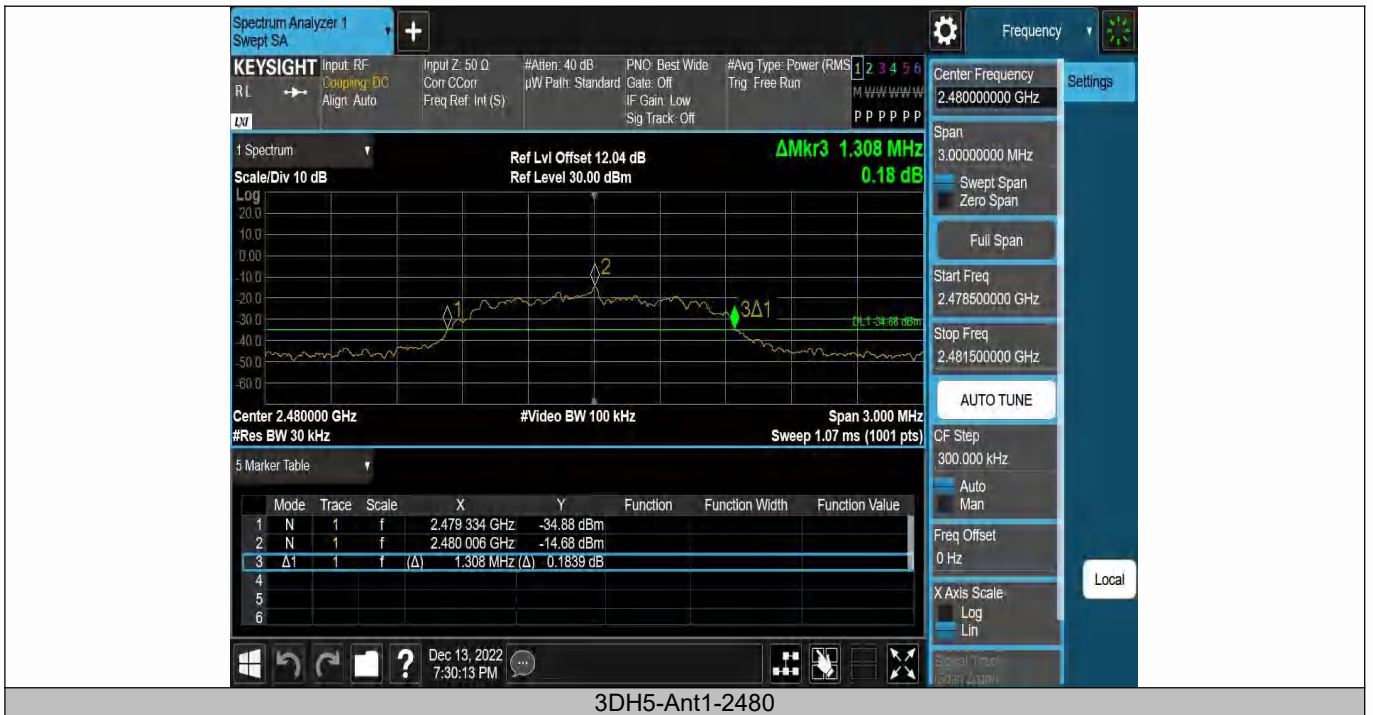 Spectrum Analyzer 1
Swept SA
+
Frequency
KEYSIGHT
RL
LXI
Input: RF
Coupling: DC
Align: Auto
Input Z: 50 Ω
Corr CCorr
Freq Ref: Int (S)
#Atten: 40 dB
µW Path: Standard
PNO: Best Wide
Gate: Off
IF Gain: Low
Sig Track: Off
#Avg Type: Power (RMS
Trig: Free Run
1 2 3 4 5 6
M W W W W W
P P P P P P
1 Spectrum
Scale/Div 10 dB
Log
Ref Lvl Offset 12.04 dB
Ref Level 30.00 dBm
ΔMkr3 1.308 MHz
0.18 dB
20.0
10.0
0.00
-10.0
-20.0
-30.0
-40.0
-50.0
-60.0
1
2
3Δ1
DL1 -34.68 dBm
Center 2.480000 GHz
#Video BW 100 kHz
Span 3.000 MHz
#Res BW 30 kHz
Sweep 1.07 ms (1001 pts)
5 Marker Table
Mode Trace Scale X Y Function Function Width Function Value
1 N 1 f 2.479 334 GHz -34.88 dBm
2 N 1 f 2.480 006 GHz -14.68 dBm
3 Δ1 1 f (Δ) 1.308 MHz (Δ) 0.1839 dB
4
5
6
Dec 13, 2022
7:30:13 PM
?
Center Frequency
2.480000000 GHz
Settings
Span
3.00000000 MHz
Swept Span
Zero Span
Full Span
Start Freq
2.478500000 GHz
Stop Freq
2.481500000 GHz
AUTO TUNE
CF Step
300.000 kHz
Auto
Man
Freq Offset
0 Hz
X Axis Scale
Log
Lin
Signal Track
(Span Zoom)
Local
3DH5-Ant1-2480